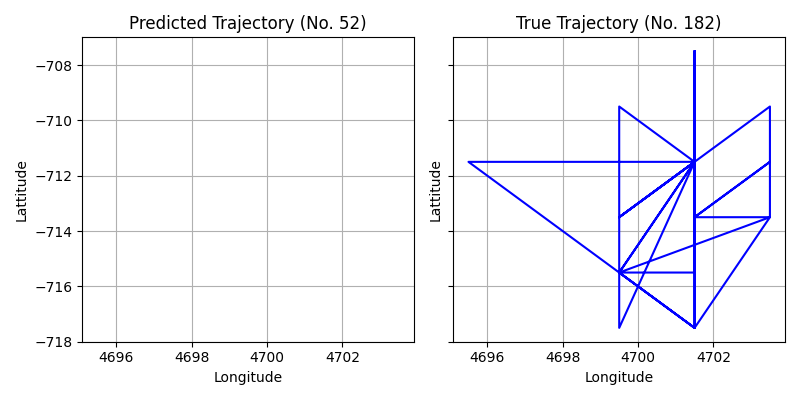 Predicted Trajectory (No. 52)
True Trajectory (No. 182)
Lattitude
−708
−710
−712
−714
−716
−718
4696
4698
4700
4702
Longitude
Lattitude
4696
4698
4700
4702
Longitude